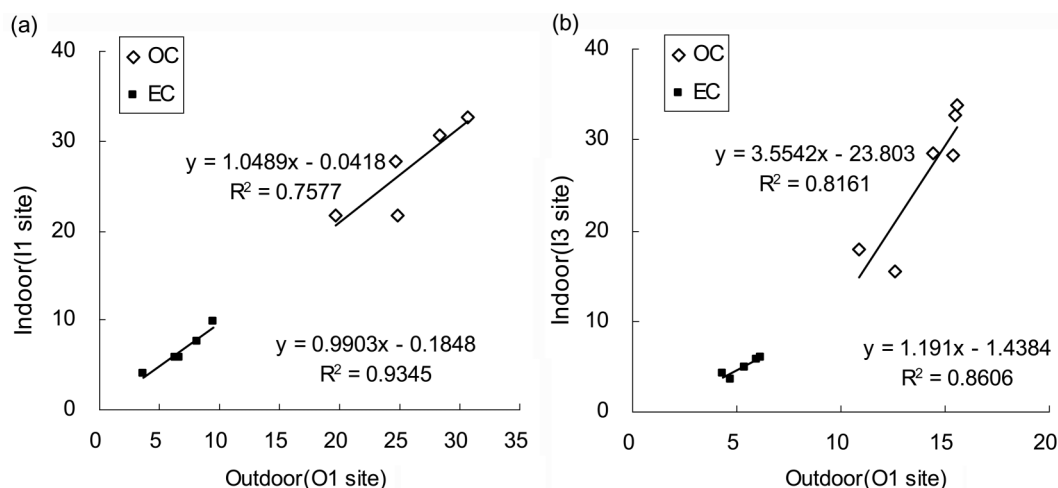 (a)
OC
EC
y = 1.0489x - 0.0418
R² = 0.7577
y = 0.9903x - 0.1848
R² = 0.9345
Indoor(I1 site)
40
30
20
10
0
0 5 10 15 20 25 30 35
Outdoor(O1 site)
(b)
OC
EC
y = 3.5542x - 23.803
R² = 0.8161
y = 1.191x - 1.4384
R² = 0.8606
Indoor(I3 site)
40
30
20
10
0
0 5 10 15 20
Outdoor(O1 site)